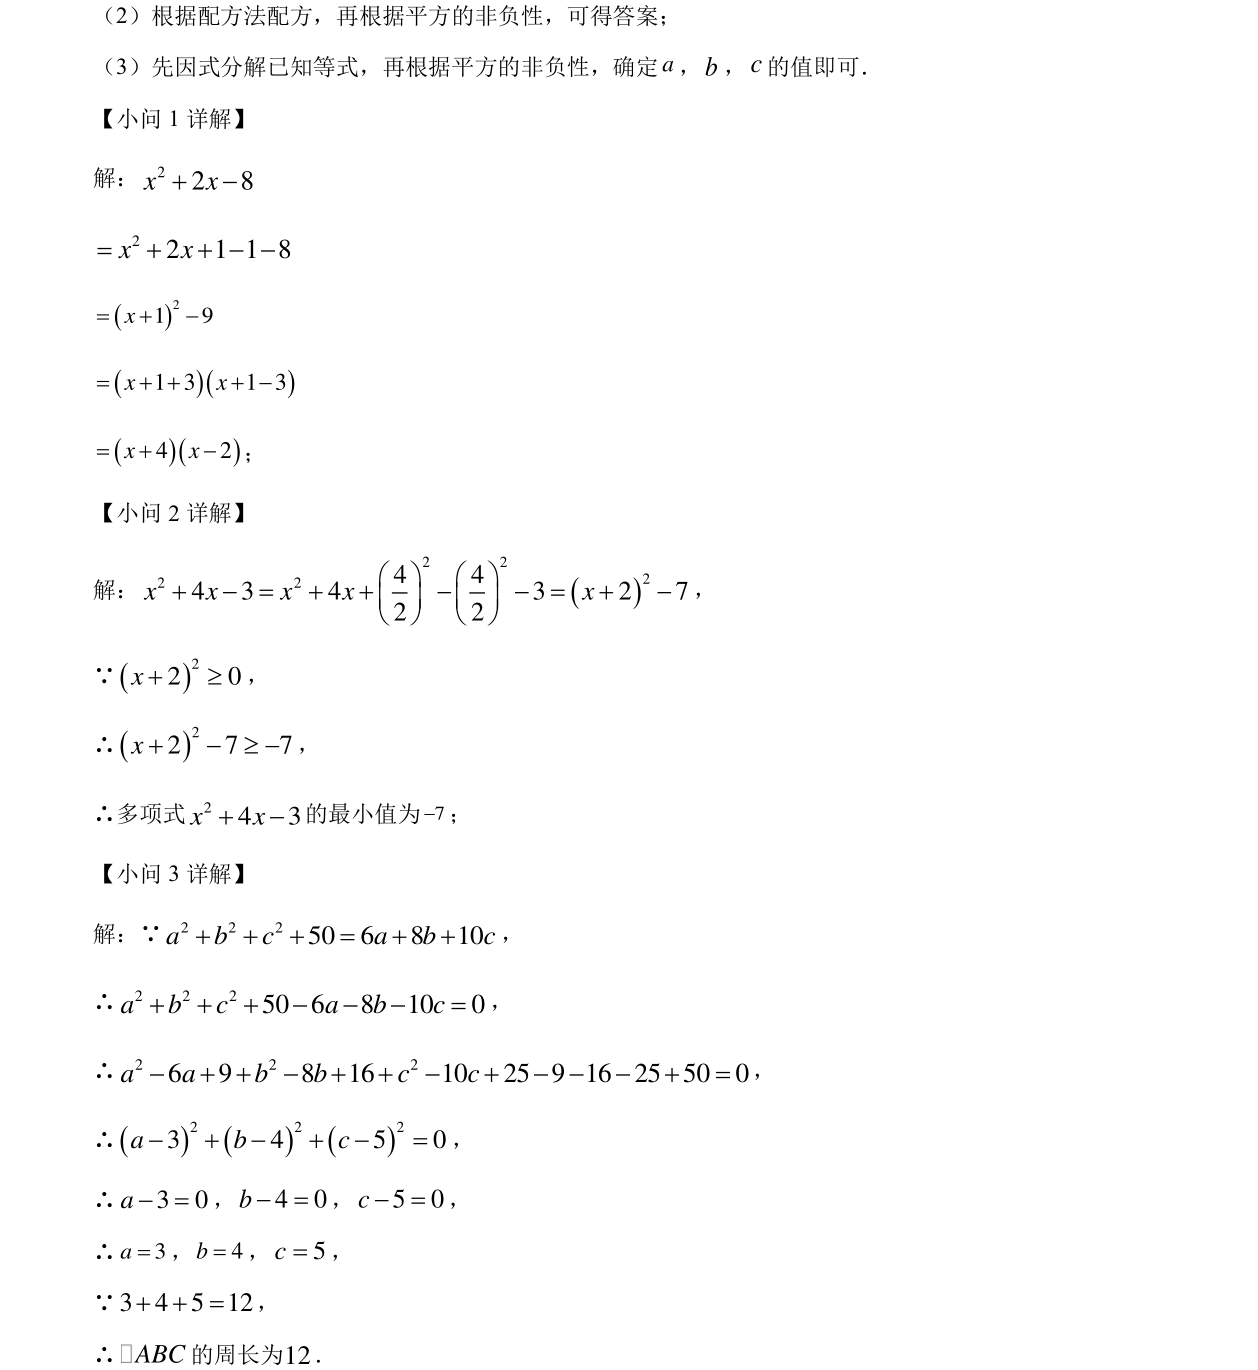 （2）根据配方法配方，再根据平方的非负性，可得答案；
（3）先因式分解已知等式，再根据平方的非负性，确定 a，b，c 的值即可．
【小问 1 详解】
解：x² + 2x − 8
= x² + 2x + 1 − 1 − 8
= (x + 1)² − 9
= (x + 1 + 3)(x + 1 − 3)
= (x + 4)(x − 2)；
【小问 2 详解】
解：x² + 4x − 3 = x² + 4x + (4/2)² − (4/2)² − 3 = (x + 2)² − 7，
∵ (x + 2)² ≥ 0，
∴ (x + 2)² − 7 ≥ −7，
∴多项式 x² + 4x − 3 的最小值为 −7；
【小问 3 详解】
解：∵ a² + b² + c² + 50 = 6a + 8b + 10c，
∴ a² + b² + c² + 50 − 6a − 8b − 10c = 0，
∴ a² − 6a + 9 + b² − 8b + 16 + c² − 10c + 25 − 9 − 16 − 25 + 50 = 0，
∴ (a − 3)² + (b − 4)² + (c − 5)² = 0，
∴ a − 3 = 0，b − 4 = 0，c − 5 = 0，
∴ a = 3，b = 4，c = 5，
∵ 3 + 4 + 5 = 12，
∴ □ABC 的周长为12．